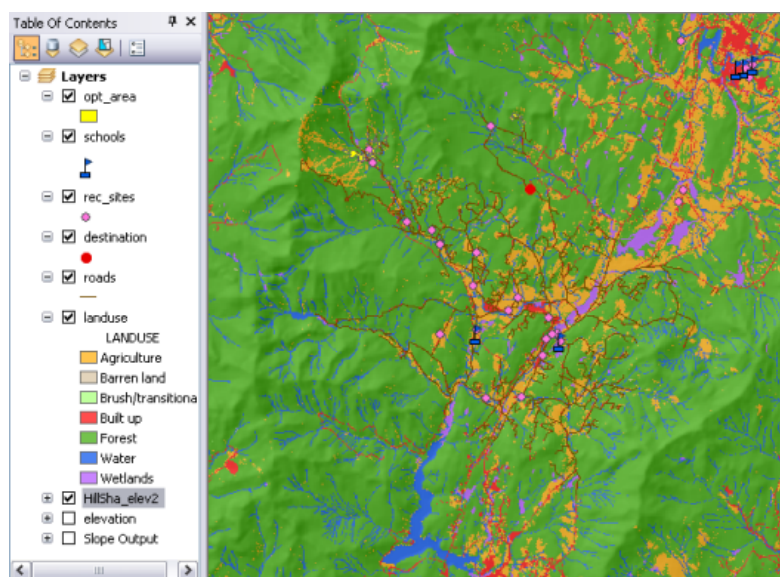 Table Of Contents
Layers
opt_area
schools
rec_sites
destination
roads
landuse
LANDUSE
Agriculture
Barren land
Brush/transitiona
Built up
Forest
Water
Wetlands
HillSha_elev2
elevation
Slope Output